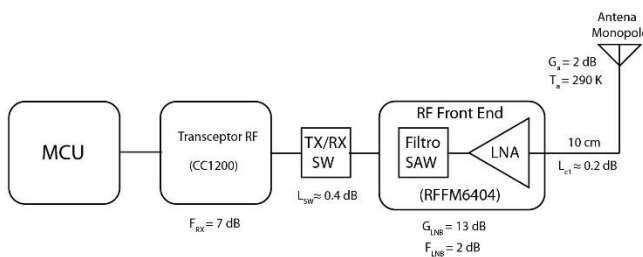 Antena
Monopolo
G_a = 2 dB
T_a = 290 K
MCU
Transceptor RF
(CC1200)
TX/RX
SW
RF Front End
Filtro
SAW
LNA
(RFFM6404)
10 cm
L_c1 ≈ 0.2 dB
L_SW ≈ 0.4 dB
F_RX = 7 dB
G_LNB = 13 dB
F_LNB = 2 dB